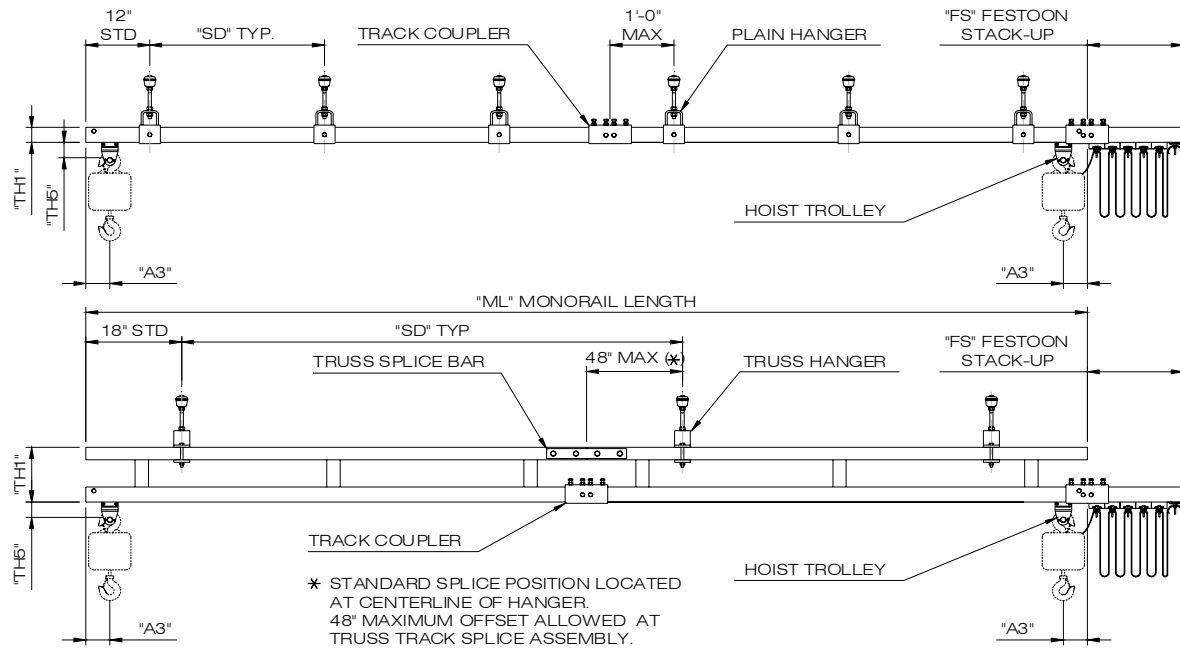 12"
STD
"SD" TYP.
TRACK COUPLER
1'-0"
MAX
PLAIN HANGER
"FS" FESTOON
STACK-UP
"TH1"
"TH5"
HOIST TROLLEY
"A3"
"A3"
"ML" MONORAIL LENGTH
18" STD
"SD" TYP
TRUSS SPLICE BAR
48" MAX (*)
TRUSS HANGER
"FS" FESTOON
STACK-UP
"TH1"
"TH5"
TRACK COUPLER
HOIST TROLLEY
* STANDARD SPLICE POSITION LOCATED
AT CENTERLINE OF HANGER.
48" MAXIMUM OFFSET ALLOWED AT
TRUSS TRACK SPLICE ASSEMBLY.
"A3"
"A3"